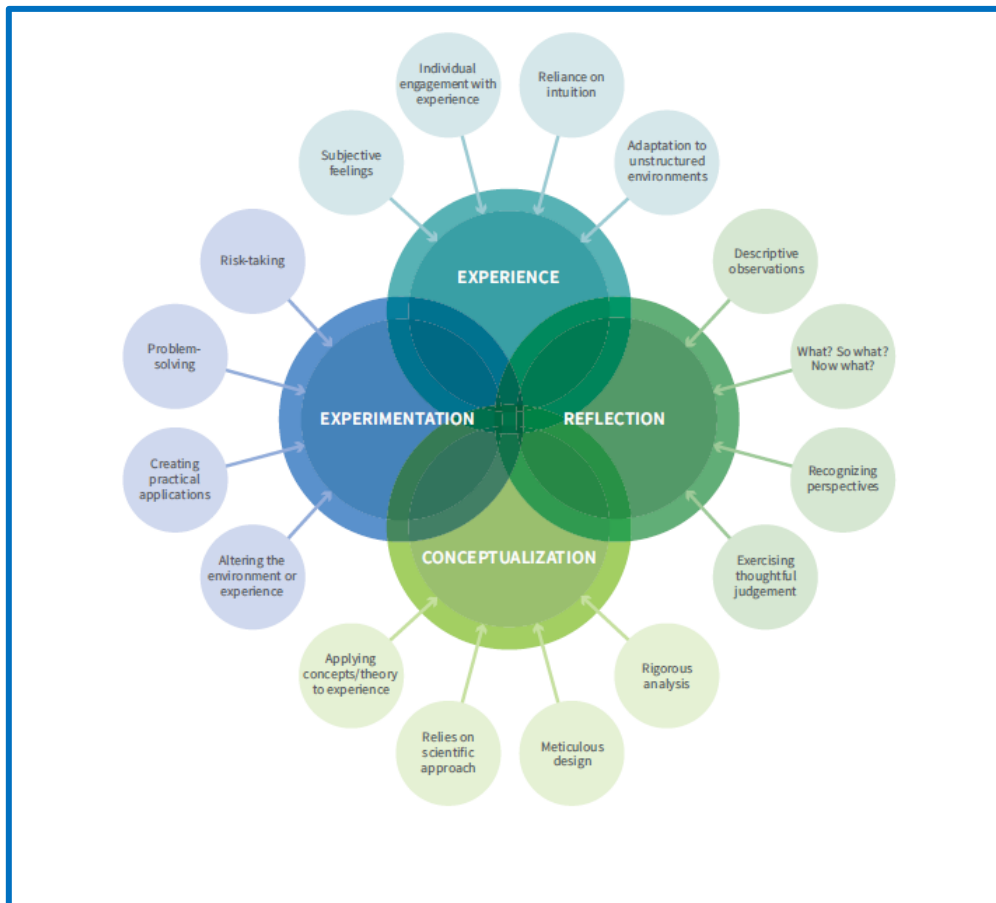 Individual
engagement with
experience
Reliance on
intuition
Subjective
feelings
Adaptation to
unstructured
environments
Risk-taking
Descriptive
observations
EXPERIENCE
Problem-
solving
What? So what?
Now what?
EXPERIMENTATION
REFLECTION
Creating
practical
applications
Recognizing
perspectives
Altering the
environment or
experience
CONCEPTUALIZATION
Exercising
thoughtful
judgement
Applying
concepts/theory
to experience
Rigorous
analysis
Relies on
scientific
approach
Meticulous
design